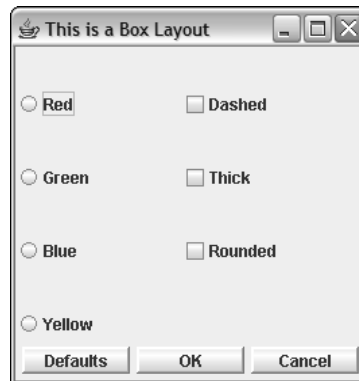 This is a Box Layout
Red Dashed
Green Thick
Blue Rounded
Yellow
Defaults OK Cancel